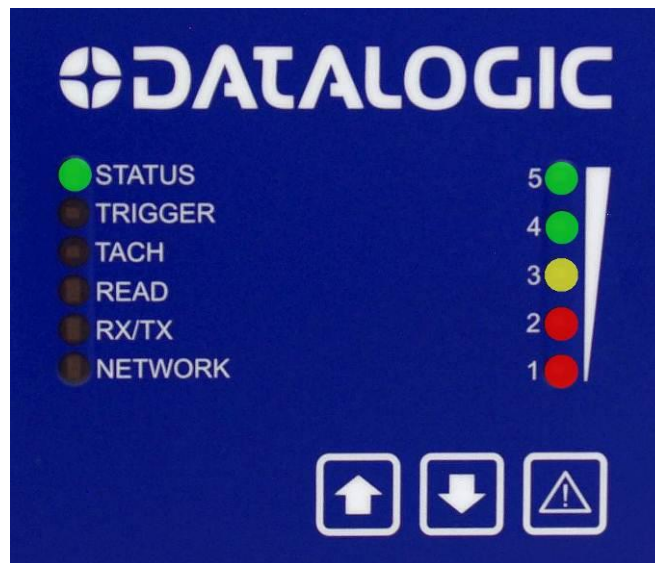 DATALOGIC
STATUS
TRIGGER
TACH
READ
RX/TX
NETWORK
5
4
3
2
1